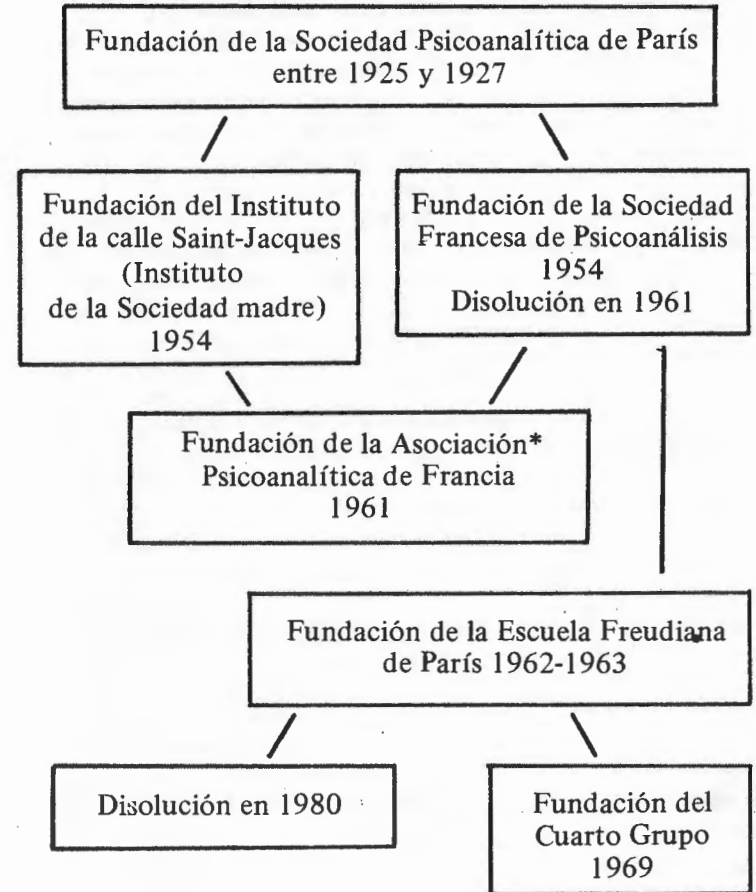 Fundación de la Sociedad Psicoanalítica de París
entre 1925 y 1927
Fundación del Instituto
de la calle Saint-Jacques
(Instituto
de la Sociedad madre)
1954
Fundación de la Sociedad
Francesa de Psicoanálisis
1954
Disolución en 1961
Fundación de la Asociación*
Psicoanalítica de Francia
1961
Fundación de la Escuela Freudiana
de París 1962-1963
Disolución en 1980
Fundación del
Cuarto Grupo
1969